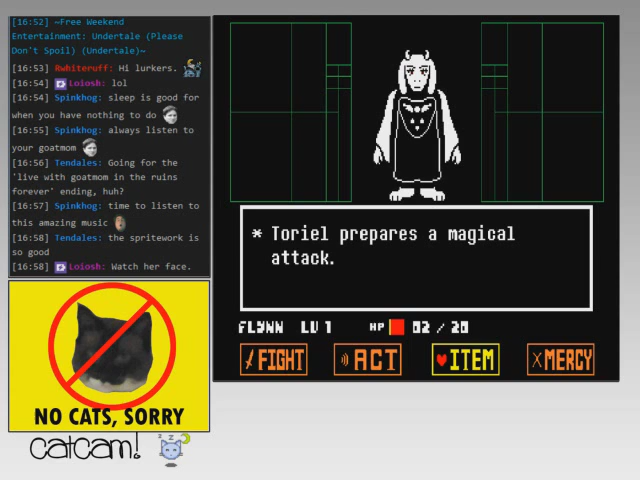 [16:52] ~Free Weekend
Entertainment: Undertale (Please
Don't Spoil) (Undertale)~
[16:53] Rwbiteruff: Hi lurkers.
[16:54] Loiosh: lol
[16:54] Spinkhog: sleep is good for
when you have nothing to do
[16:55] Spinkhog: always listen to
your goatmom
[16:56] Tendales: Going for the
'live with goatmom in the ruins
forever' ending, huh?
[16:57] Spinkhog: time to listen to
this amazing music
[16:58] Tendales: the spritework is
so good
[16:58] Loiosh: Watch her face.
* Toriel prepares a magical
attack.
FLYNN LV 1 HP 02 / 20
FIGHT ACT ITEM MERCY
NO CATS, SORRY
catcam!
z z z